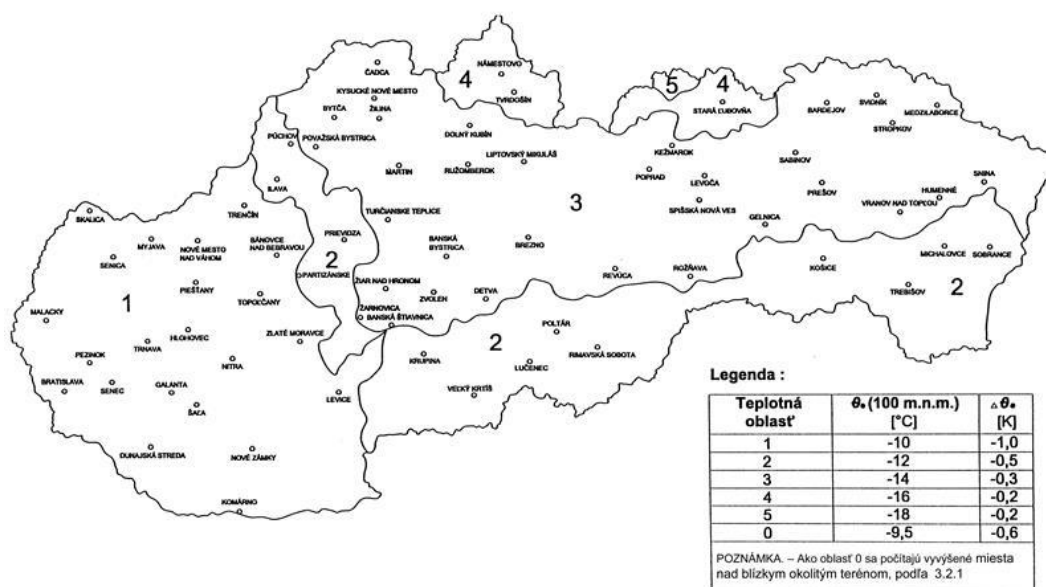 ČADCA
4
NÁMESTOVO
TVRDOŠÍN
5
4
STARÁ ĽUBOVŇA
KYSUCKÉ NOVÉ MESTO
BYTČA
ŽILINA
BARDEJOV
SVIDNÍK
MEDZILABORCE
STROPKOV
DOLNÝ KUBÍN
PÚCHOV
POVAŽSKÁ BYSTRICA
LIPTOVSKÝ MIKULÁŠ
KEŽMAROK
SABINOV
MARTIN
RUŽOMBEROK
POPRAD
LEVOČA
PREŠOV
SNINA
ILAVA
HUMENNÉ
VRANOV NAD TOPĽOU
SPIŠSKÁ NOVÁ VES
3
SKALICA
TRENČÍN
TURČIANSKE TEPLICE
GELNICA
MYJAVA
NOVÉ MESTO
NAD VÁHOM
BÁNOVCE
NAD BEBRAVOU
PRIEVIDZA
BANSKÁ
BYSTRICA
BREZNO
MICHALOVCE
SOBRANCE
SENICA
2
PARTIZÁNSKE
KOŠICE
REVÚCA
ROŽŇAVA
PIEŠŤANY
TOPOĽČANY
ŽIAR NAD HRONOM
ZVOLEN
DETVA
TREBIŠOV
2
1
MALACKY
ŽARNOVICA
BANSKÁ ŠTIAVNICA
HLOHOVEC
TRNAVA
ZLATÉ MORAVCE
POLTÁR
2
RIMAVSKÁ SOBOTA
KRUPINA
LUČENEC
PEZINOK
NITRA
BRATISLAVA
SENEC
GALANTA
ŠAĽA
LEVICE
VEĽKÝ KRTÍŠ
DUNAJSKÁ STREDA
NOVÉ ZÁMKY
KOMÁRNO
Legenda :
Teplotná oblasť θe (100 m.n.m.) [°C] Δθe [K]
1 -10 -1,0
2 -12 -0,5
3 -14 -0,3
4 -16 -0,2
5 -18 -0,2
0 -9,5 -0,6
POZNÁMKA. – Ako oblasť 0 sa počítajú vyvýšené miesta
nad blízkym okolitým terénom, podľa 3.2.1